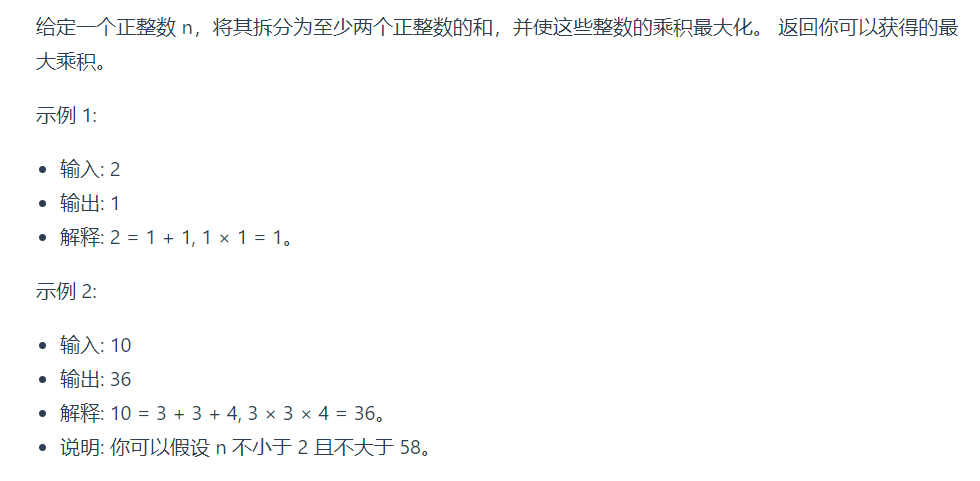 给定一个正整数 n，将其拆分为至少两个正整数的和，并使这些整数的乘积最大化。 返回你可以获得的最
大乘积。
示例 1:
输入: 2
输出: 1
解释: 2 = 1 + 1, 1 × 1 = 1。
示例 2:
输入: 10
输出: 36
解释: 10 = 3 + 3 + 4, 3 × 3 × 4 = 36。
说明: 你可以假设 n 不小于 2 且不大于 58。